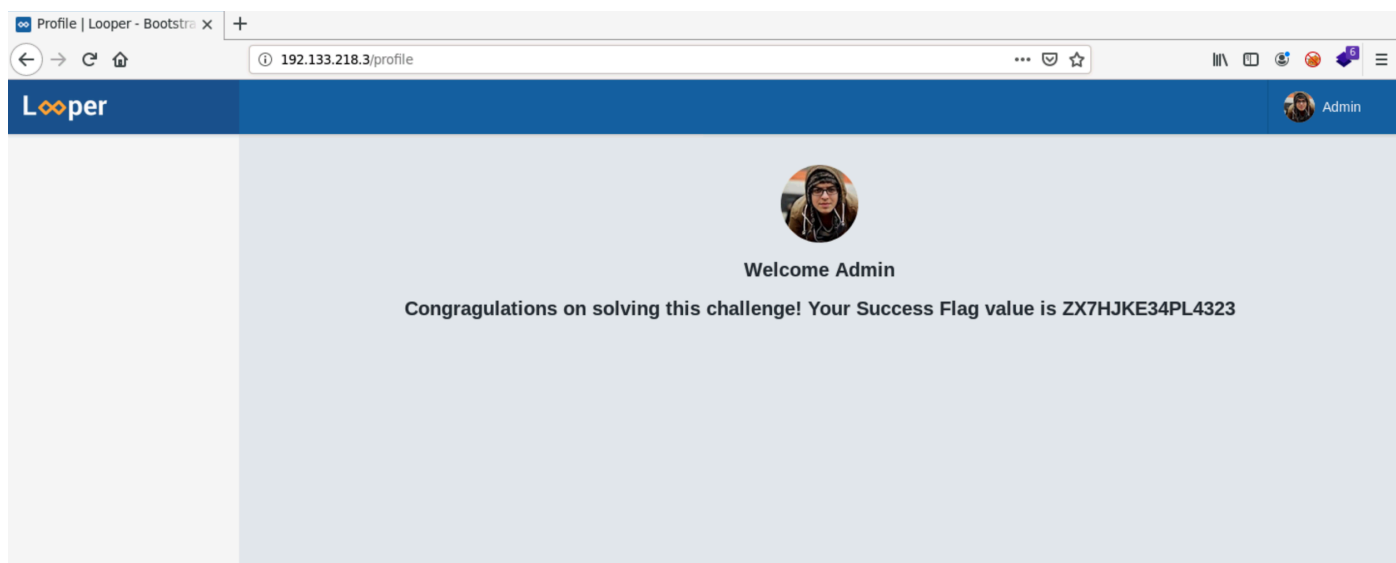 Profile | Looper - Bootstra
192.133.218.3/profile
6
Looper
Admin
Welcome Admin
Congragulations on solving this challenge! Your Success Flag value is ZX7HJKE34PL4323